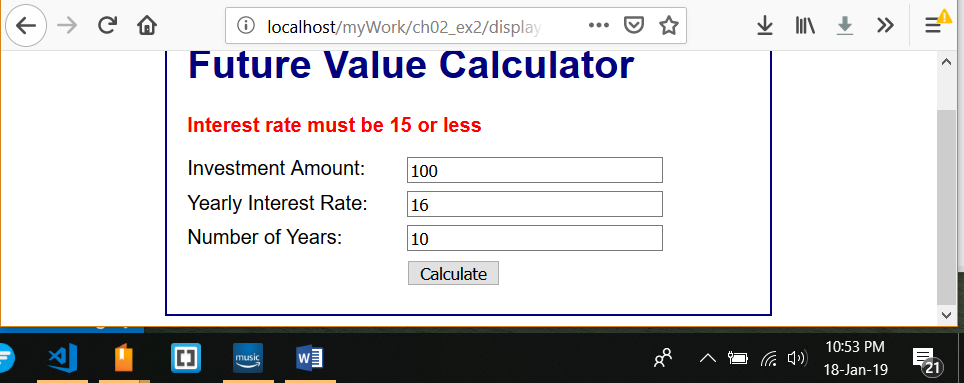 localhost/myWork/ch02_ex2/display
Future Value Calculator
Interest rate must be 15 or less
Investment Amount: 100
Yearly Interest Rate: 16
Number of Years: 10
Calculate
music
W
10:53 PM
18-Jan-19
21